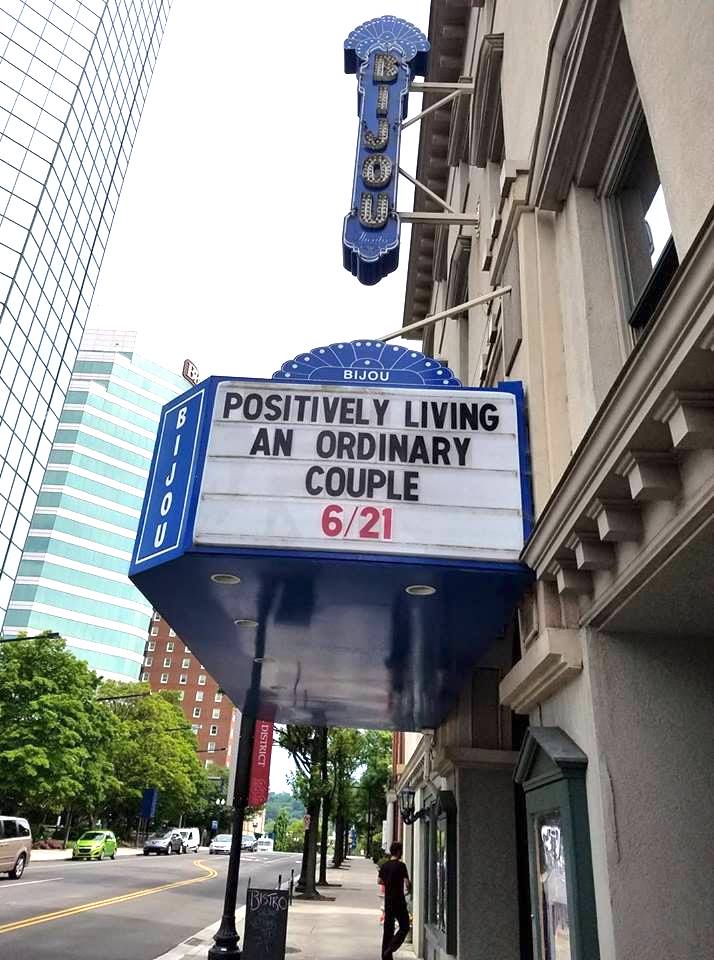 BIJOU
BIJOU
BIJOU
POSITIVELY LIVING
AN ORDINARY
COUPLE
6/21
DISTRICT
BISTRO